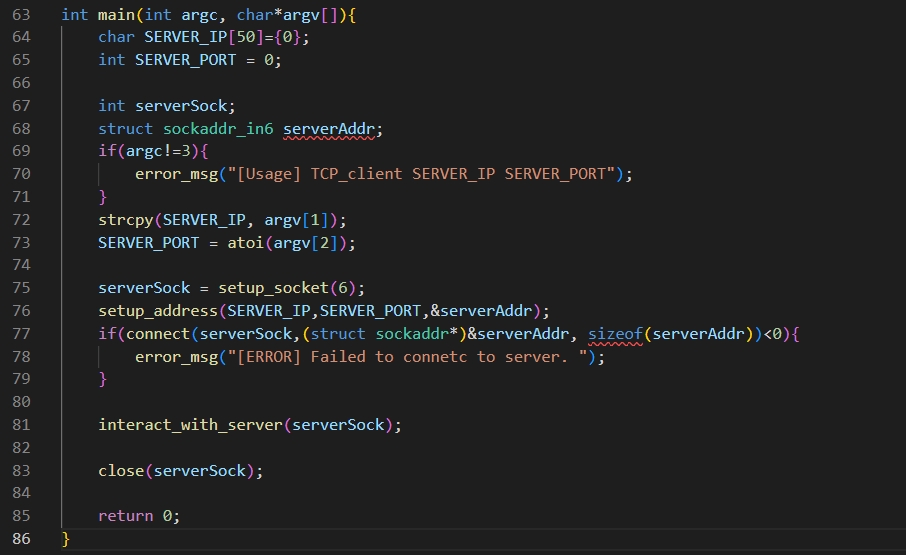 63 int main(int argc, char*argv[]){
64     char SERVER_IP[50]={0};
65     int SERVER_PORT = 0;
66
67     int serverSock;
68     struct sockaddr_in6 serverAddr;
69     if(argc!=3){
70         error_msg("[Usage] TCP_client SERVER_IP SERVER_PORT");
71     }
72     strcpy(SERVER_IP, argv[1]);
73     SERVER_PORT = atoi(argv[2]);
74
75     serverSock = setup_socket(6);
76     setup_address(SERVER_IP,SERVER_PORT,&serverAddr);
77     if(connect(serverSock,(struct sockaddr*)&serverAddr, sizeof(serverAddr))<0){
78         error_msg("[ERROR] Failed to connetc to server. ");
79     }
80
81     interact_with_server(serverSock);
82
83     close(serverSock);
84
85     return 0;
86 }